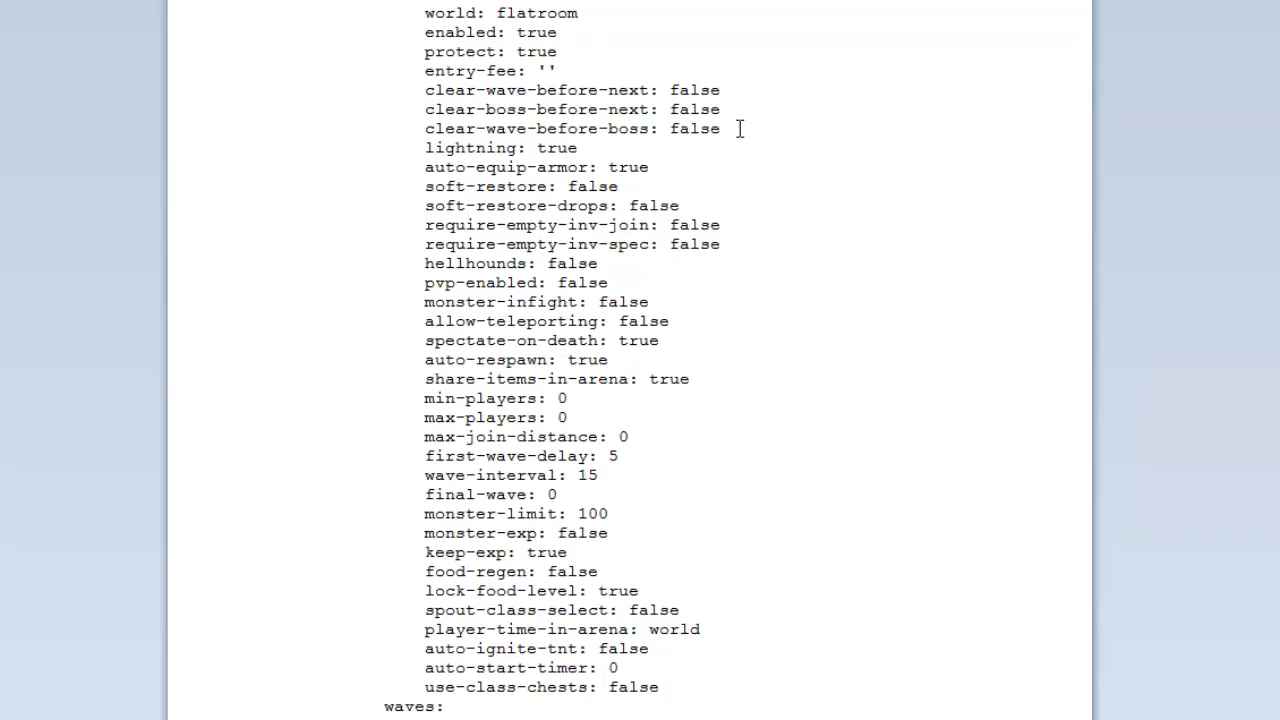 world: flatroom
enabled: true
protect: true
entry-fee: ''
clear-wave-before-next: false
clear-boss-before-next: false
clear-wave-before-boss: false
lightning: true
auto-equip-armor: true
soft-restore: false
soft-restore-drops: false
require-empty-inv-join: false
require-empty-inv-spec: false
hellhounds: false
pvp-enabled: false
monster-infight: false
allow-teleporting: false
spectate-on-death: true
auto-respawn: true
share-items-in-arena: true
min-players: 0
max-players: 0
max-join-distance: 0
first-wave-delay: 5
wave-interval: 15
final-wave: 0
monster-limit: 100
monster-exp: false
keep-exp: true
food-regen: false
lock-food-level: true
spout-class-select: false
player-time-in-arena: world
auto-ignite-tnt: false
auto-start-timer: 0
use-class-chests: false
waves: